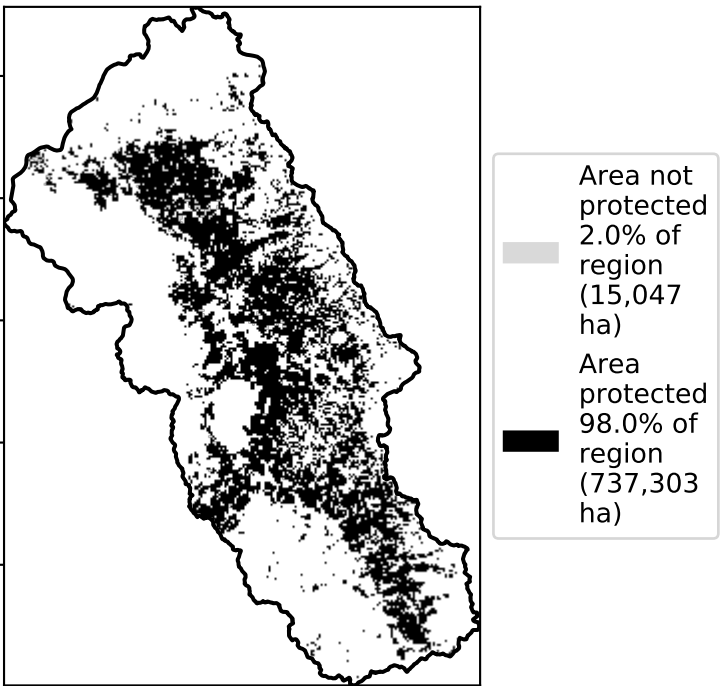 Area not
protected
2.0% of
region
(15,047
ha)
Area
protected
98.0% of
region
(737,303
ha)